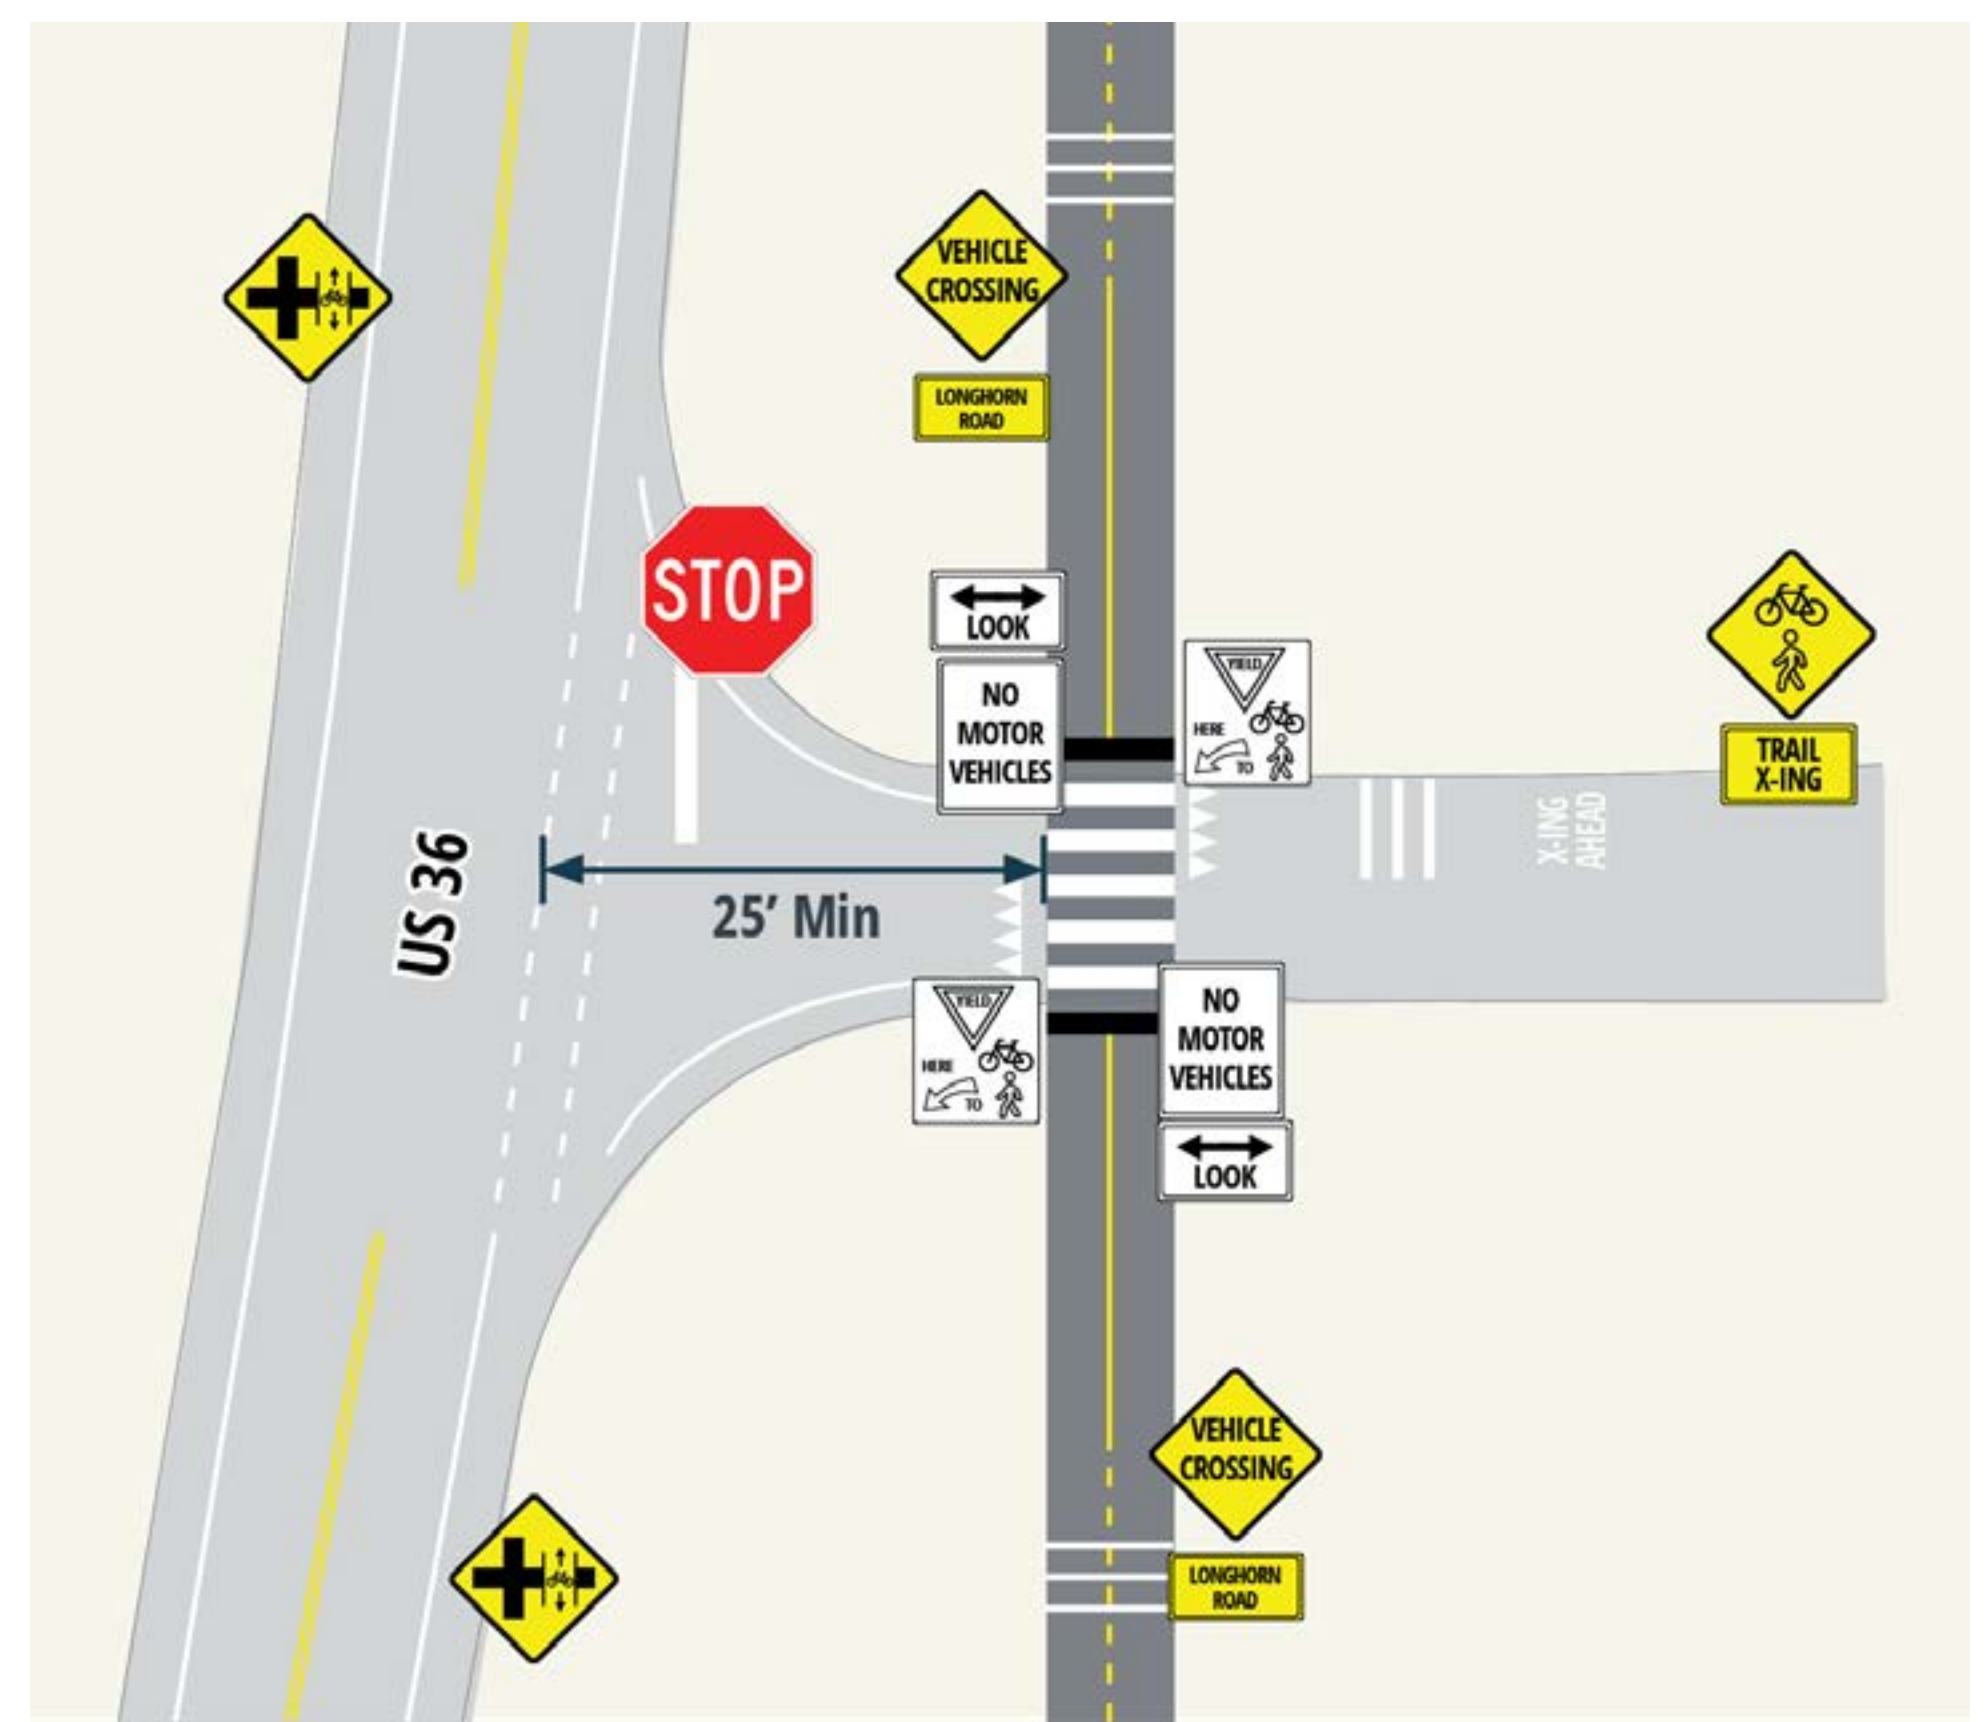 VEHICLE
CROSSING
LONGHORN
ROAD
STOP
LOOK
NO
MOTOR
VEHICLES
YIELD
HERE
TO
TRAIL
X-ING
X-ING
AHEAD
US 36
25’ Min
YIELD
HERE
TO
NO
MOTOR
VEHICLES
LOOK
VEHICLE
CROSSING
LONGHORN
ROAD